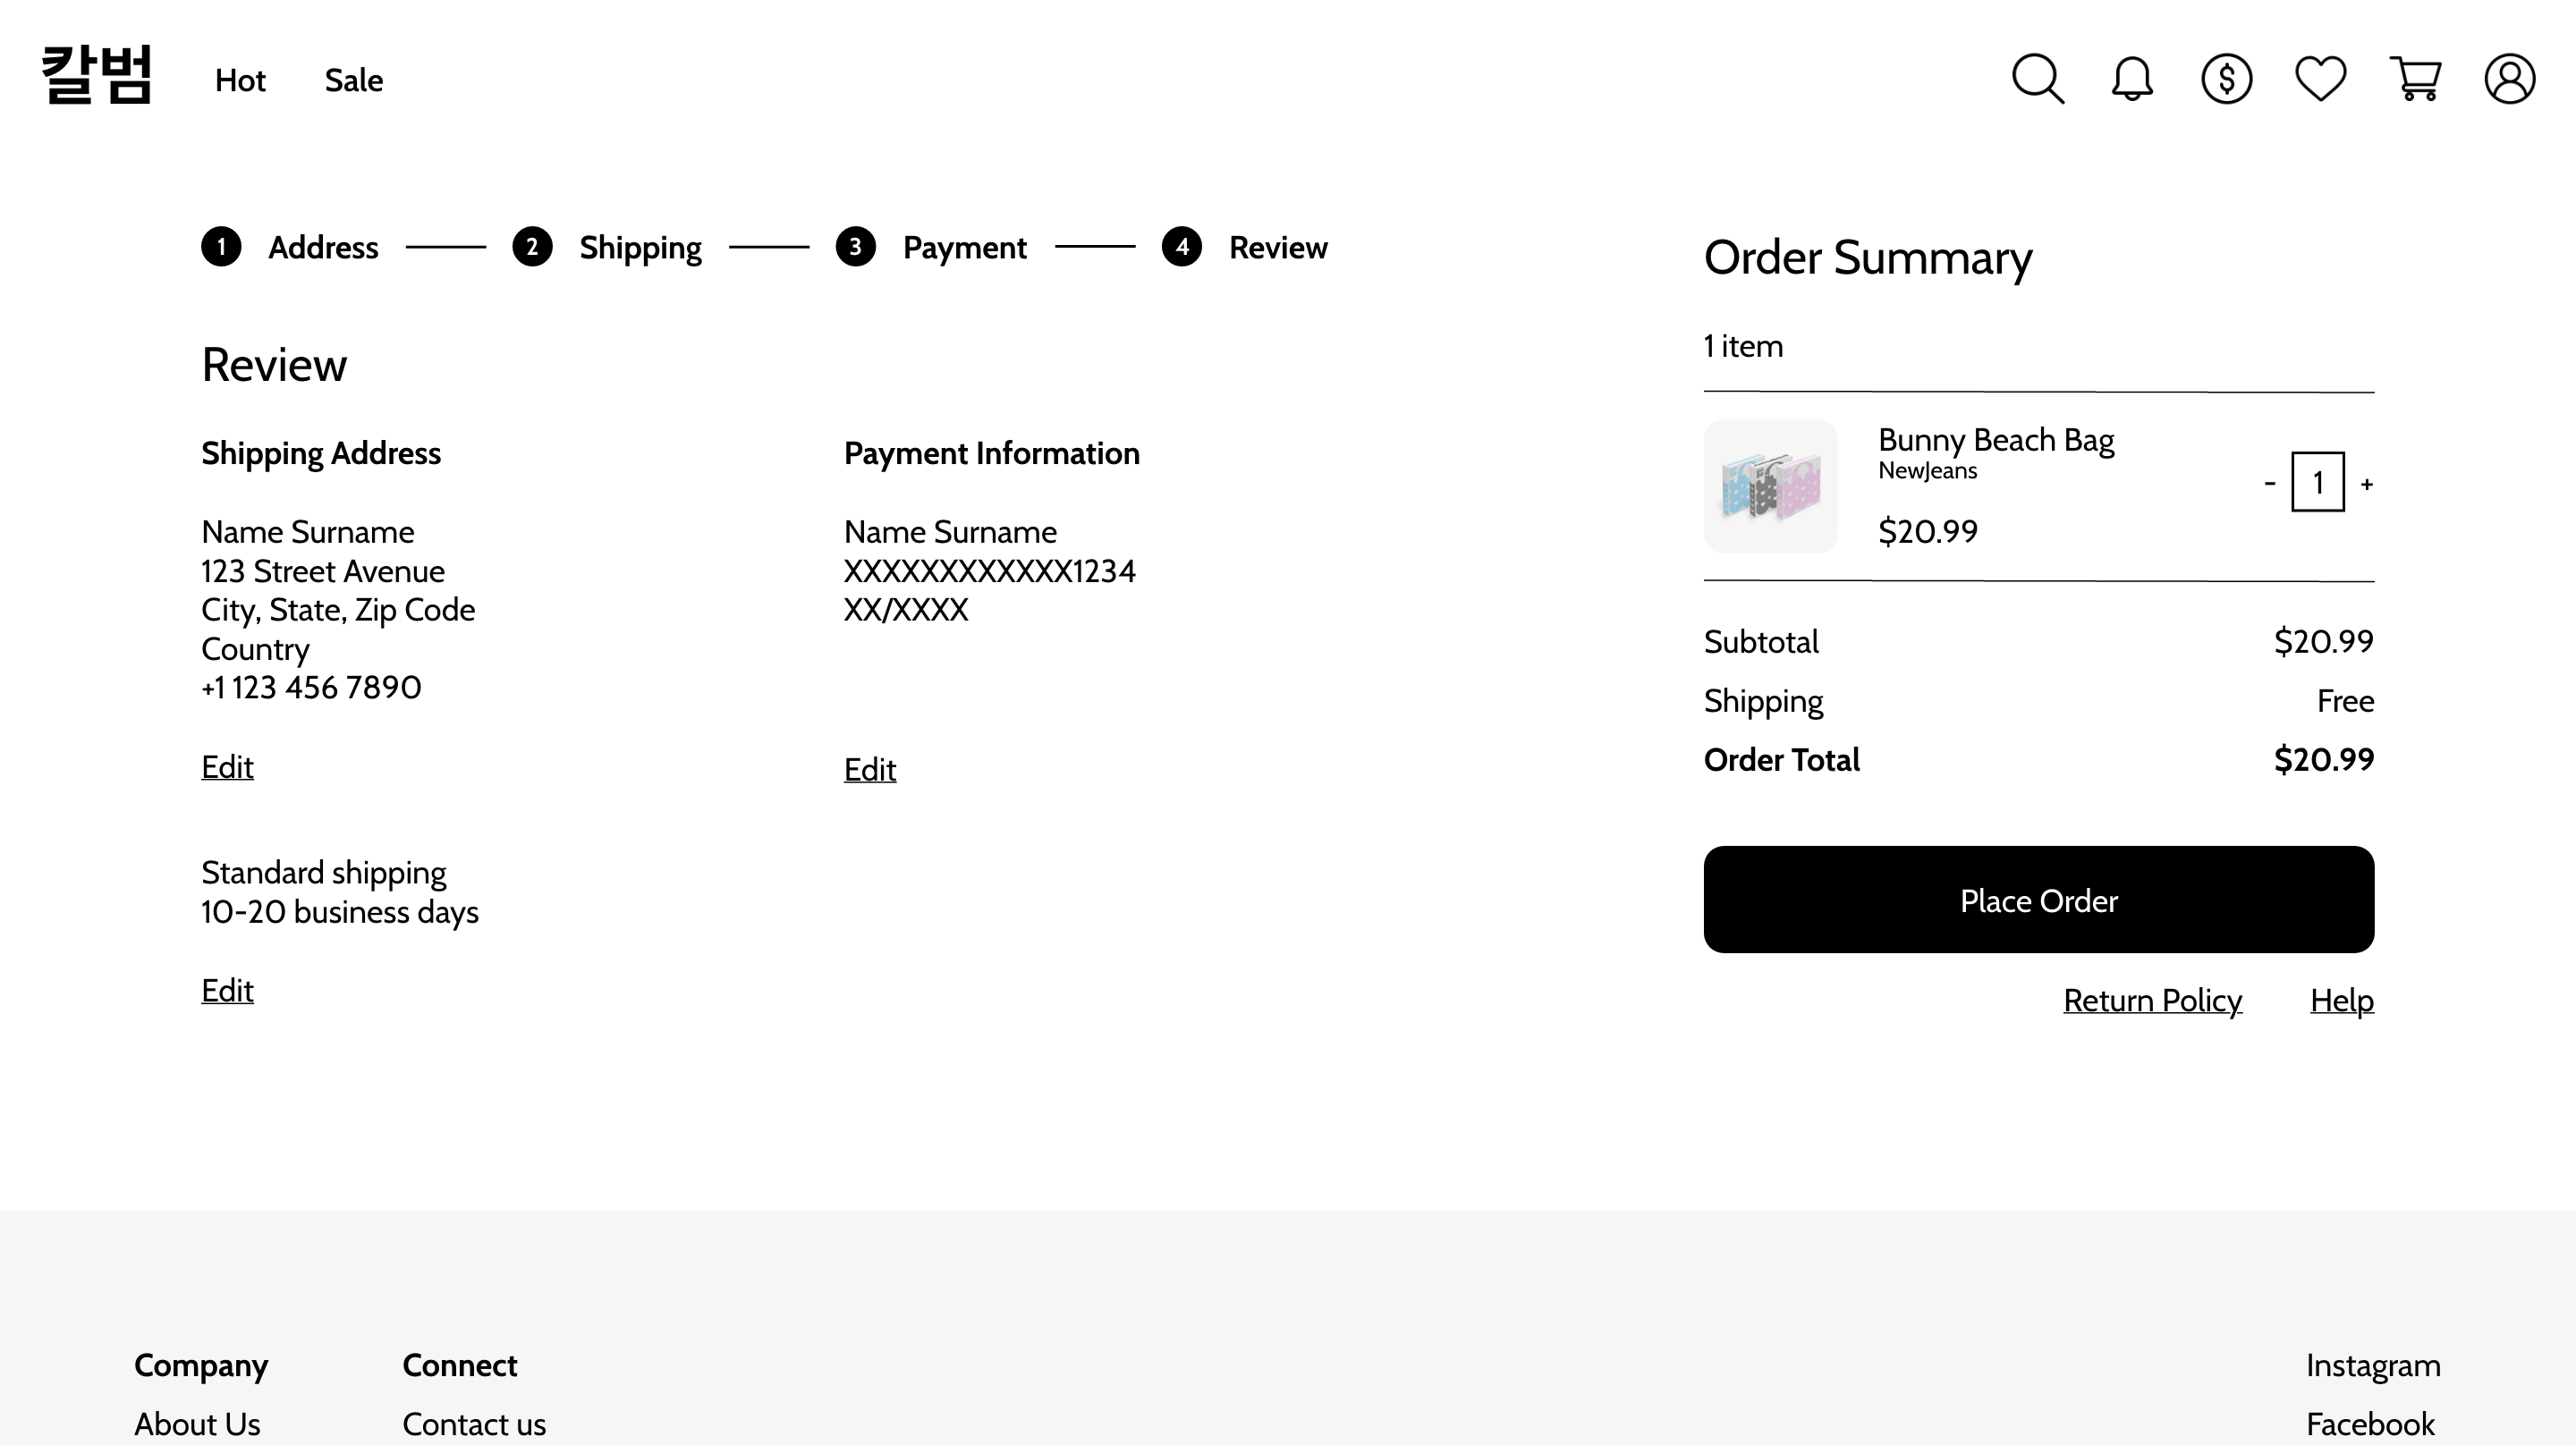 칼범
Hot
Sale
1 Address
2 Shipping
3 Payment
4 Review
Review
Shipping Address
Name Surname
123 Street Avenue
City, State, Zip Code
Country
+1 123 456 7890
Edit
Standard shipping
10-20 business days
Edit
Payment Information
Name Surname
XXXXXXXXXXXX1234
XX/XXXX
Edit
Order Summary
1 item
Bunny Beach Bag
NewJeans
$20.99
- 1 +
Subtotal $20.99
Shipping Free
Order Total $20.99
Place Order
Return Policy
Help
Company
About Us
Connect
Contact us
Instagram
Facebook